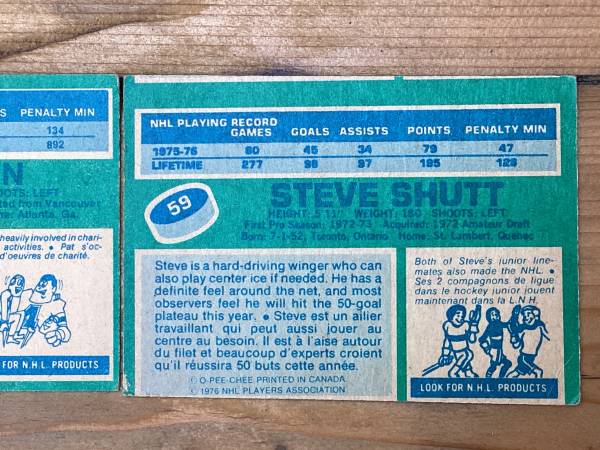 S PENALTY MIN
134
892
N
OOTS: LEFT
ted from Vancouver
me: Atlanta, Ga.
heavily involved in chari-
activities. • Pat s'oc-
d'oeuvres de charité.
FOR N.H.L. PRODUCTS
NHL PLAYING RECORD
GAMES GOALS ASSISTS POINTS PENALTY MIN
1975-76 80 45 34 79 47
LIFETIME 277 98 97 195 123
59
STEVE SHUTT
HEIGHT: 5'11" WEIGHT: 180 SHOOTS: LEFT
First Pro Season: 1972-73 Acquired: 1972 Amateur Draft
Born: 7-1-52, Toronto, Ontario Home: St. Lambert, Quebec
Steve is a hard-driving winger who can
also play center ice if needed. He has a
definite feel around the net, and most
observers feel he will hit the 50-goal
plateau this year. • Steve est un ailier
travaillant qui peut aussi jouer au
centre au besoin. Il est à l'aise autour
du filet et beaucoup d'experts croient
qu'il réussira 50 buts cette année.
© O-PEE-CHEE PRINTED IN CANADA
© 1976 NHL PLAYERS ASSOCIATION
Both of Steve's junior line-
mates also made the NHL. •
Ses 2 compagnons de ligue
dans le hockey junior jouent
maintenant dans la L.N.H.
LOOK FOR N.H.L. PRODUCTS